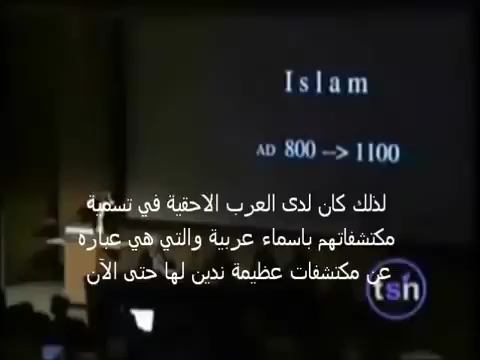 Islam
AD 800 --> 1100
لذلك كان لدى العرب الاحقية في تسمية
مكتشفاتهم باسماء عربية والتي هي عباره
عن مكتشفات عظيمة ندين لها حتى الآن
tsn